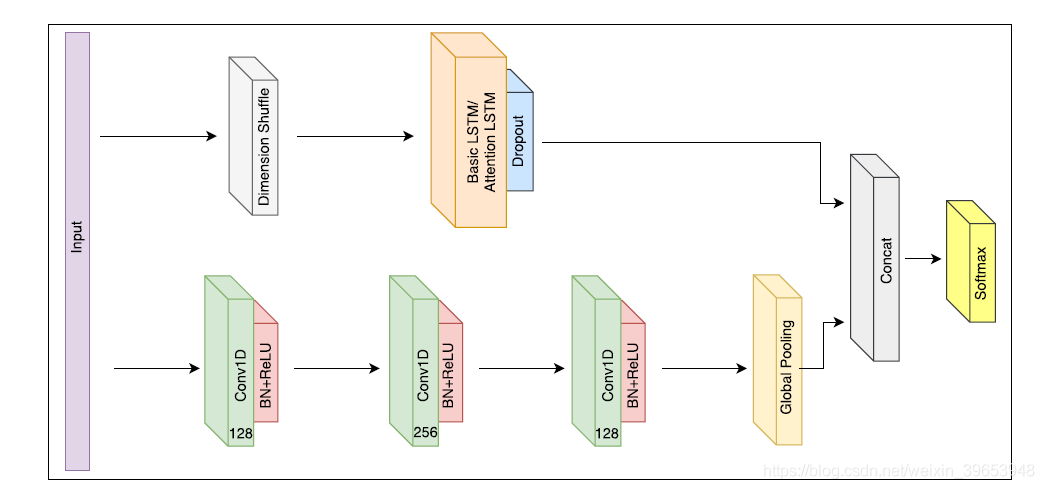 Input
Dimension Shuffle
Basic LSTM/
Attention LSTM
Dropout
Conv1D
128
BN+ReLU
Conv1D
256
BN+ReLU
Conv1D
128
BN+ReLU
Global Pooling
Concat
Softmax
https://blog.csdn.net/weixin_39653948